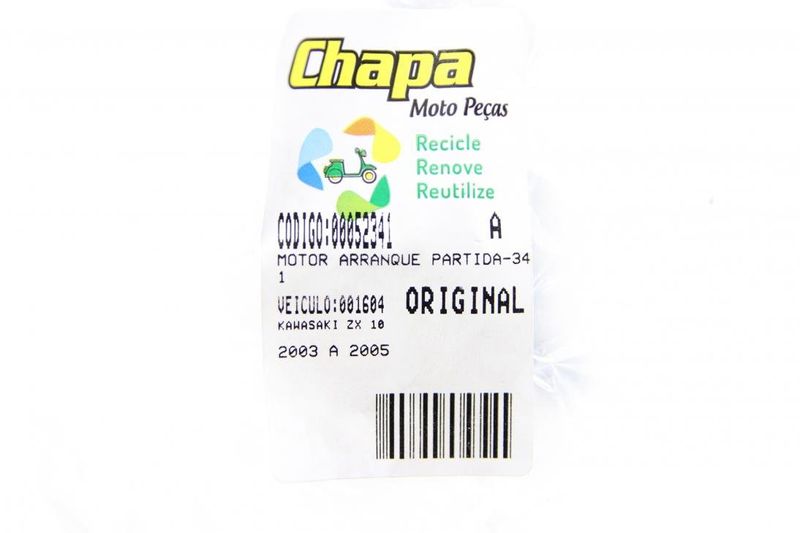 Chapa
Moto Peças
Recicle
Renove
Reutilize
CODIGO:00052341 A
MOTOR ARRANQUE PARTIDA-34
1
VEICULO:001604 ORIGINAL
KAWASAKI ZX 10
2003 A 2005